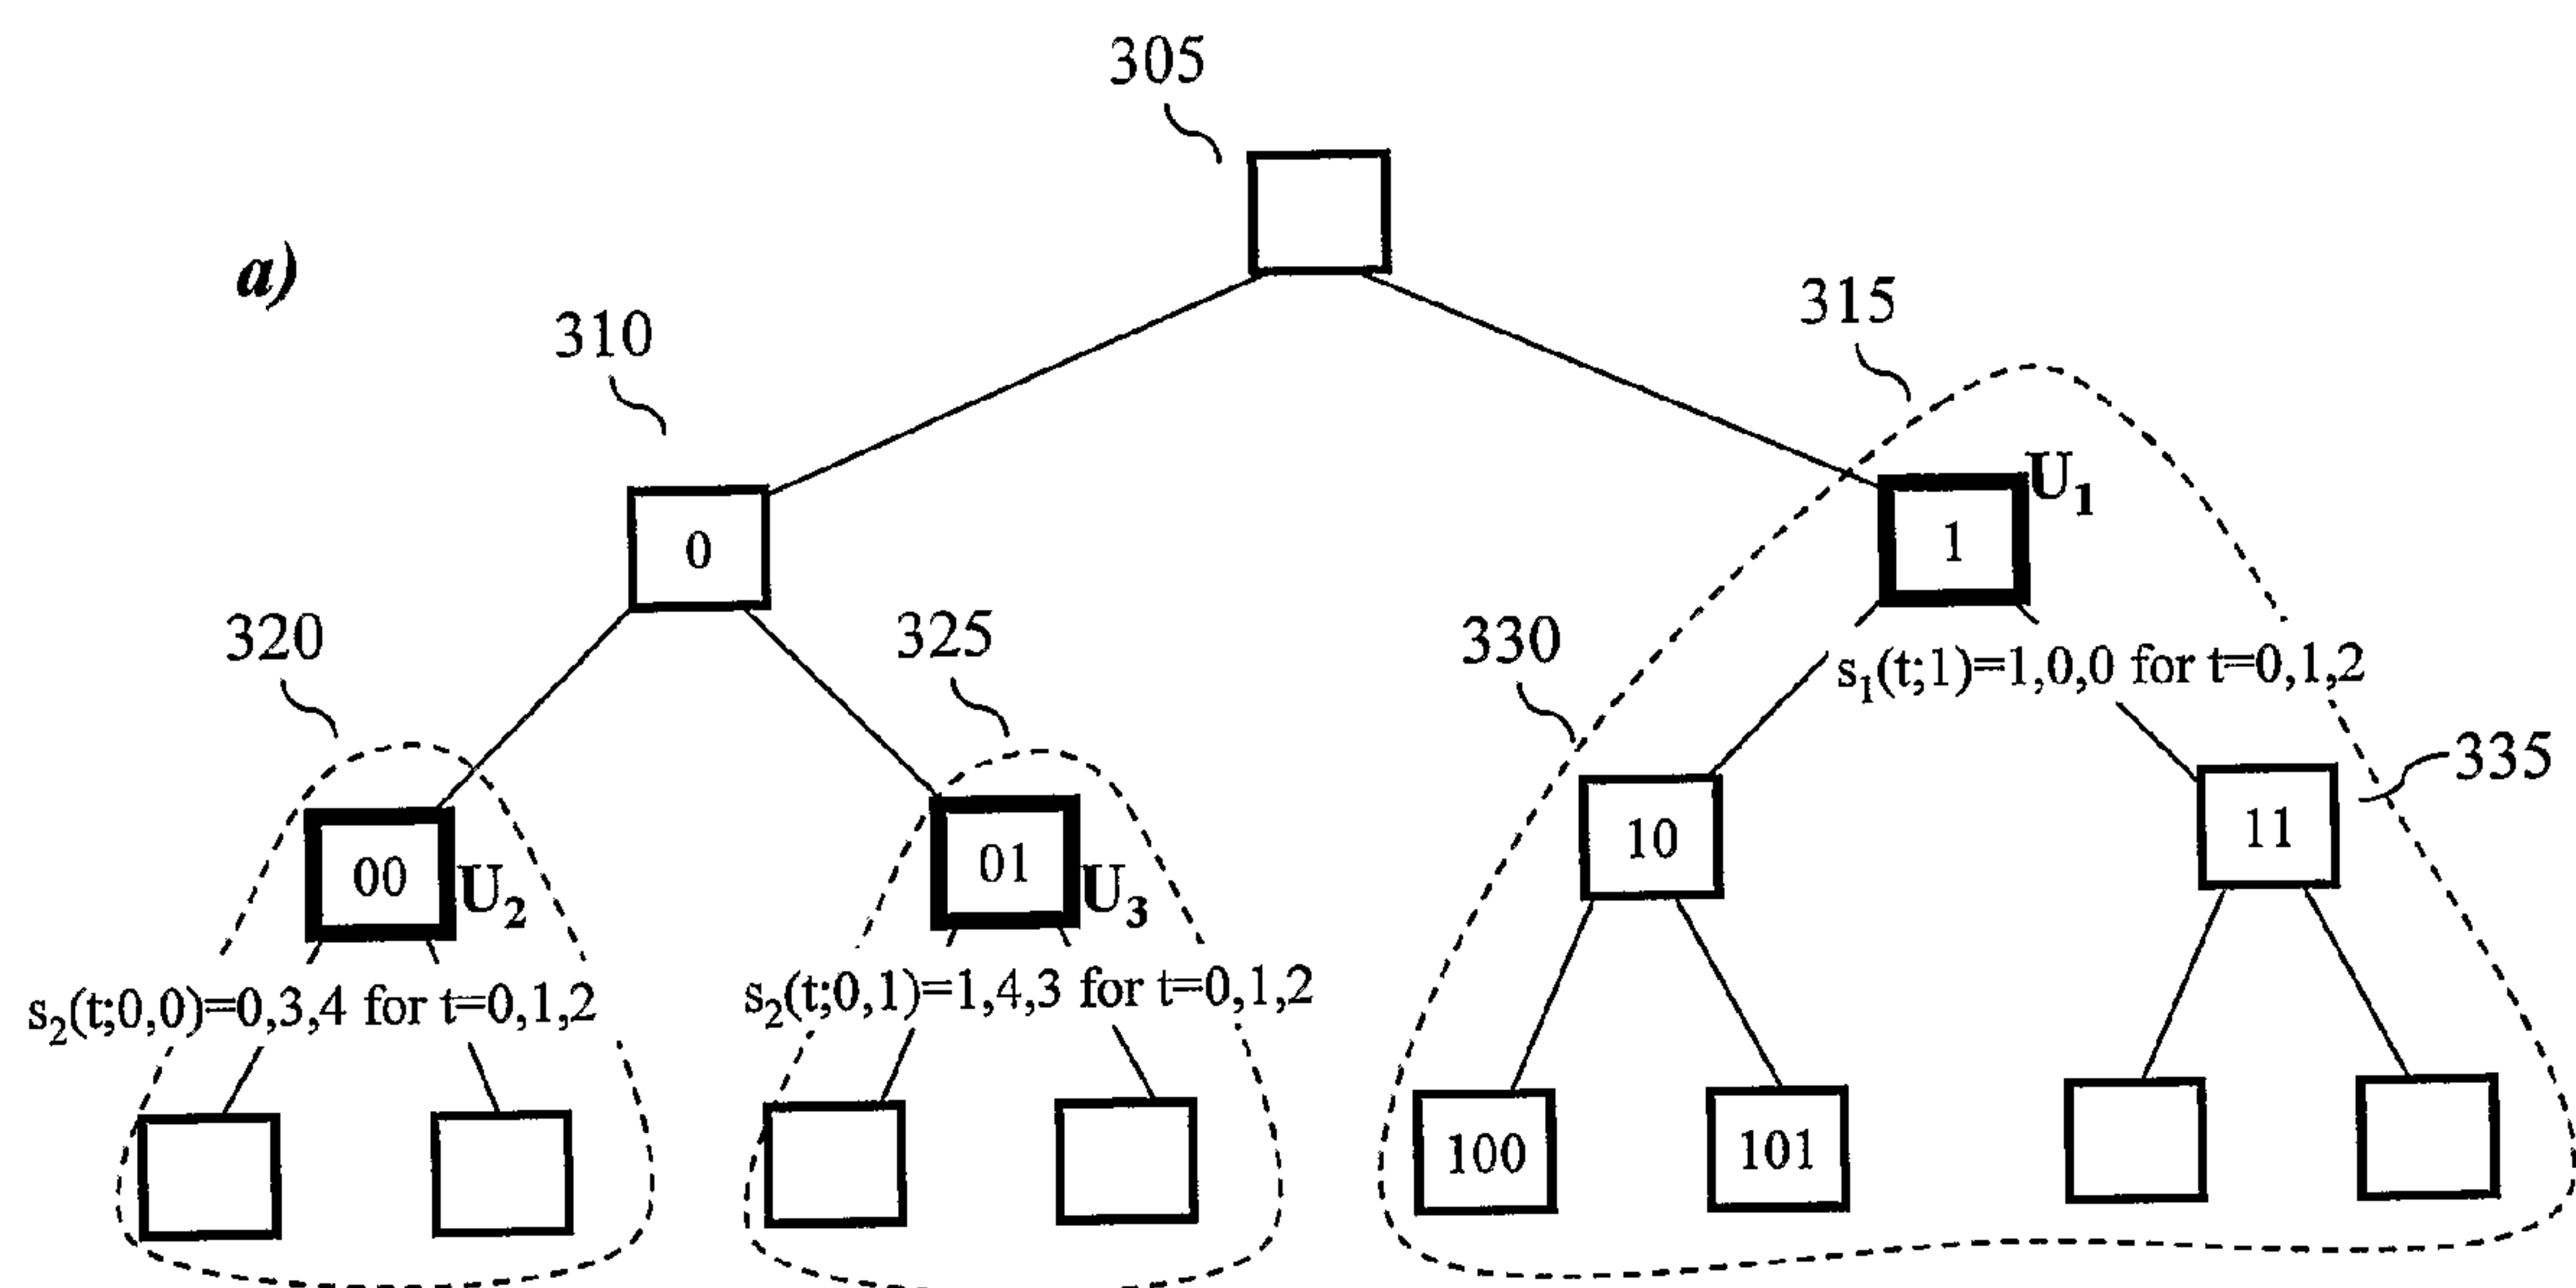 305
a)
310
315
0
1
U₁
320
325
330
s₁(t;1)=1,0,0 for t=0,1,2
335
00
U₂
01
U₃
10
11
s₂(t;0,0)=0,3,4 for t=0,1,2
s₂(t;0,1)=1,4,3 for t=0,1,2
100
101